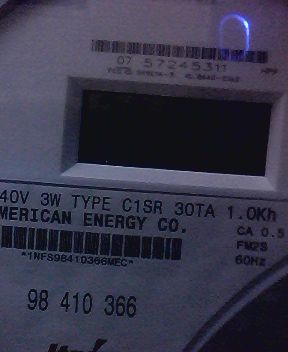 07 57245311
40V 3W TYPE C1SR 30TA 1.0Kh
MERICAN ENERGY CO.
CA 0.5
FM2S
*1NFS98410366MEC*
60Hz
98 410 366